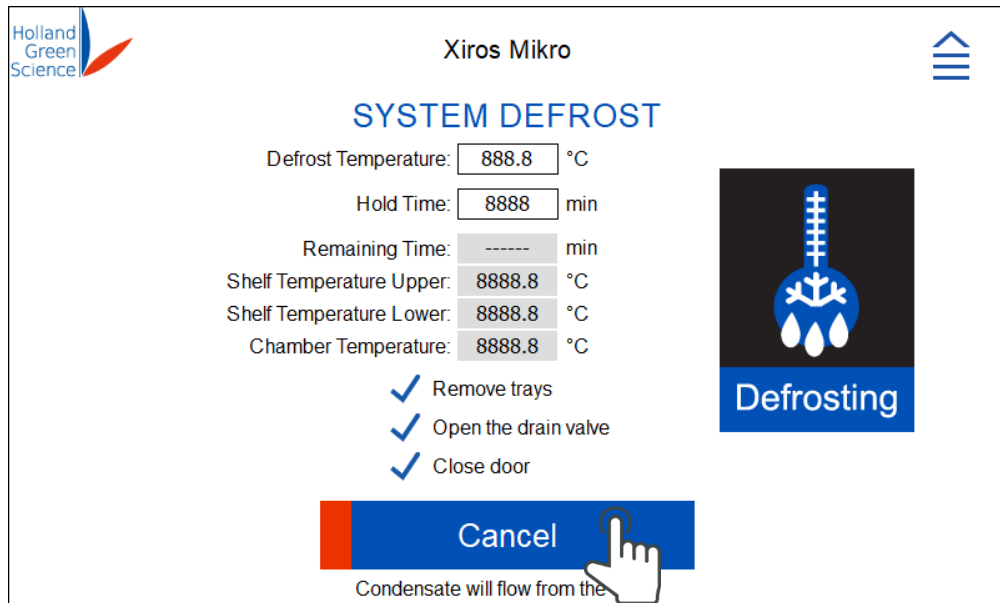 Holland
Green
Science
Xiros Mikro
SYSTEM DEFROST
Defrost Temperature: 888.8 °C
Hold Time: 8888 min
Remaining Time: ------ min
Shelf Temperature Upper: 8888.8 °C
Shelf Temperature Lower: 8888.8 °C
Chamber Temperature: 8888.8 °C
Remove trays
Open the drain valve
Close door
Defrosting
Cancel
Condensate will flow from the